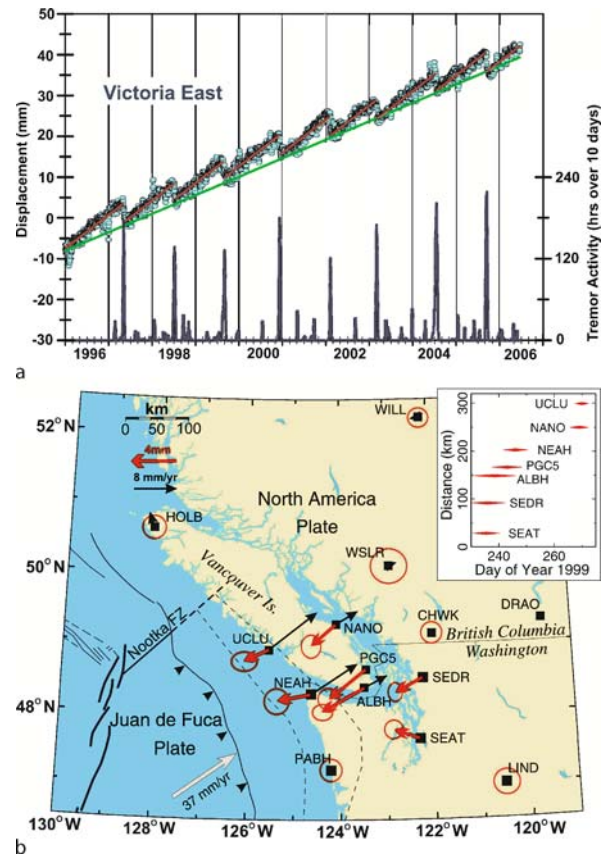 50
40
30
20
10
0
-10
-20
-30
Displacement (mm)
Victoria East
240
180
120
60
0
Tremor Activity (hrs over 10 days)
1996 1998 2000 2002 2004 2006
a
km
0 50 100
4mm
8 mm/yr
52°N
50°N
48°N
130°W 128°W 126°W 124°W 122°W 120°W
WILL
HOLB
North America
Plate
WSLR
Vancouver Is.
Nootka FZ
UCLU
NANO
CHWK
DRAO
British Columbia
Washington
NEAH
PGC5
ALBH
SEDR
SEAT
Juan de Fuca
Plate
37 mm/yr
PABH
LIND
300
200
100
0
Distance (km)
UCLU
NANO
NEAH
PGC5
ALBH
SEDR
SEAT
240 260
Day of Year 1999
b